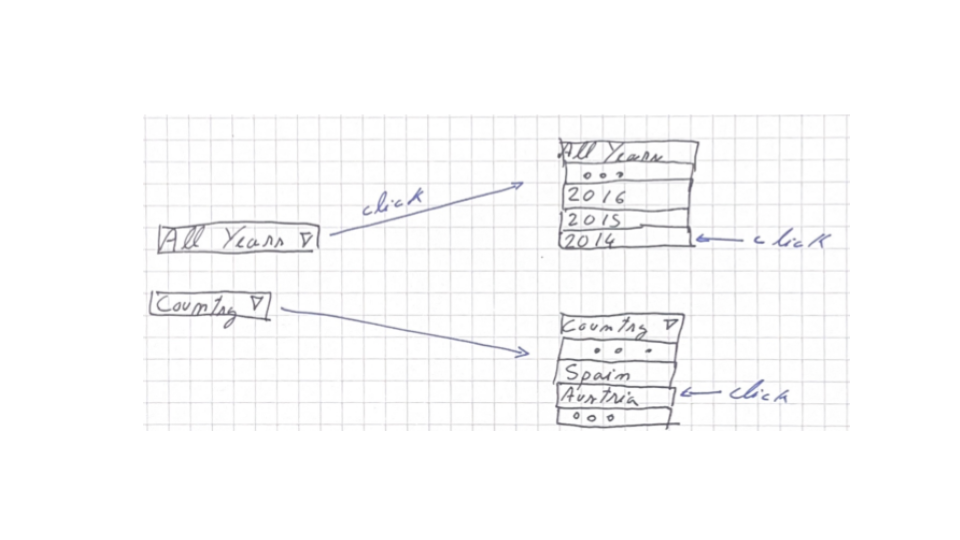 All Years
click
All Years
...
2016
2015
2014
click
Country
Country
...
Spain
Austria
click
...